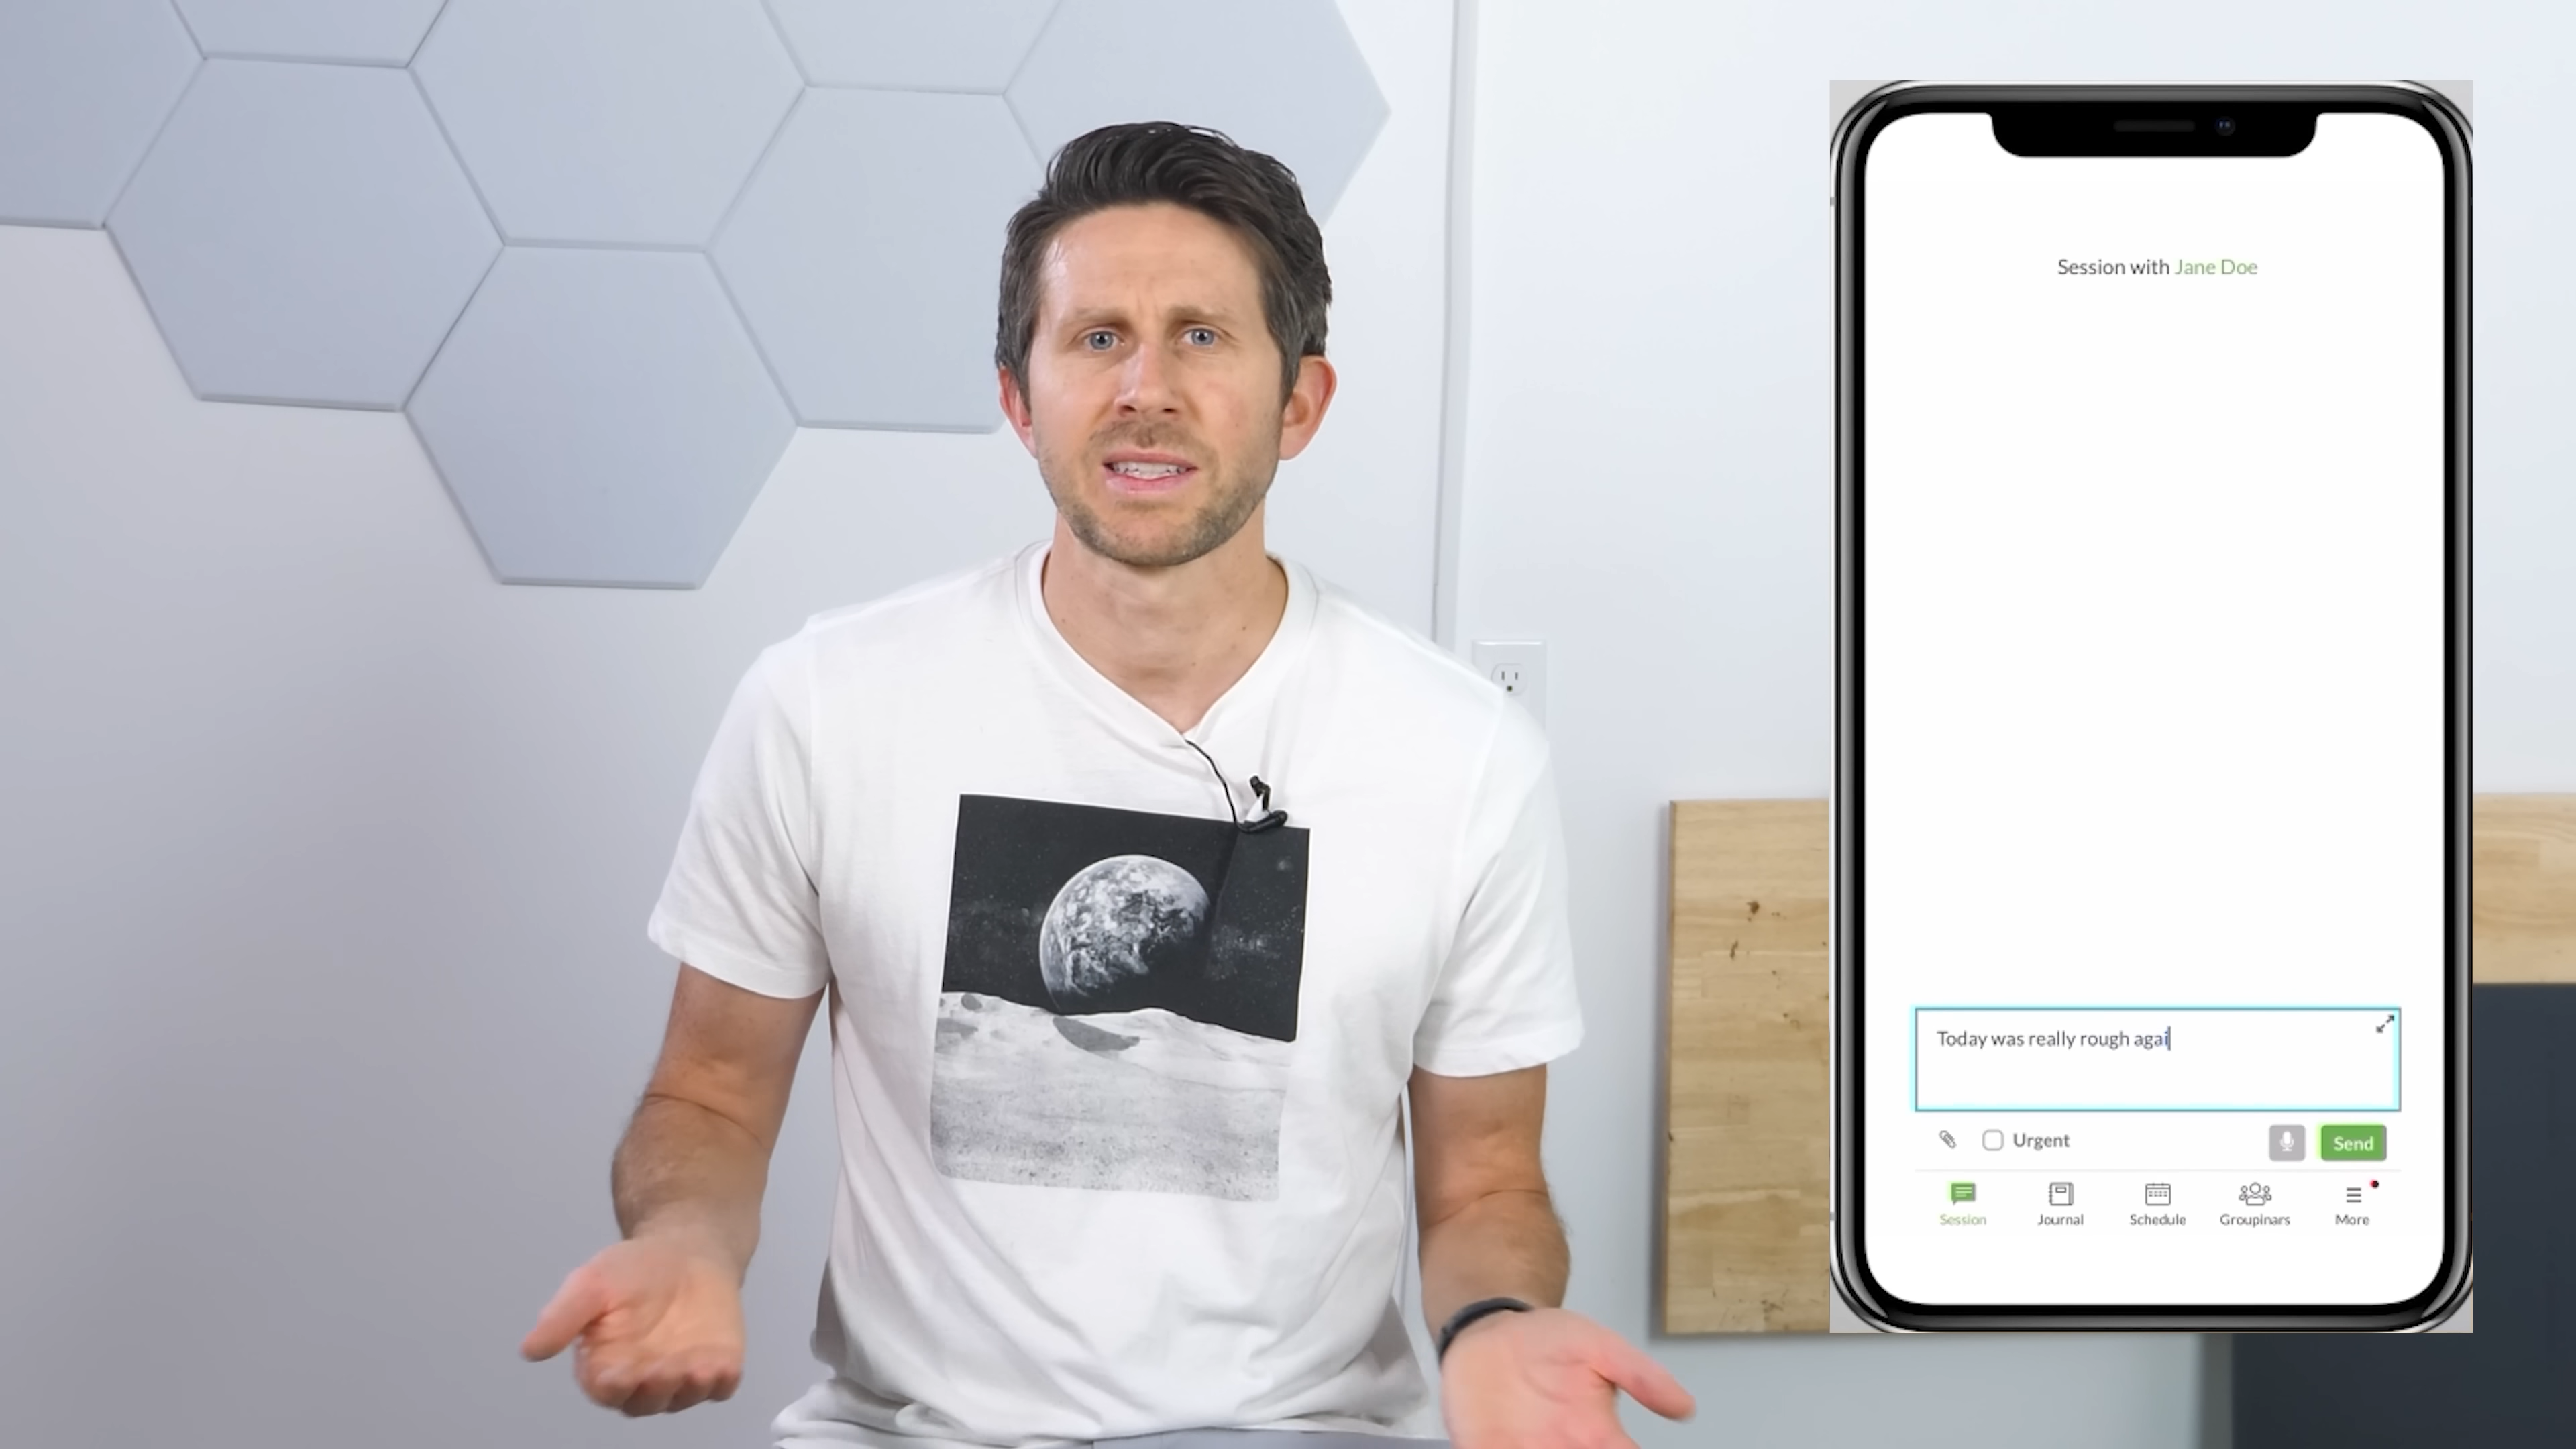 Session with Jane Doe
Today was really rough agai
Urgent
Send
Session
Journal
Schedule
Groupinars
More